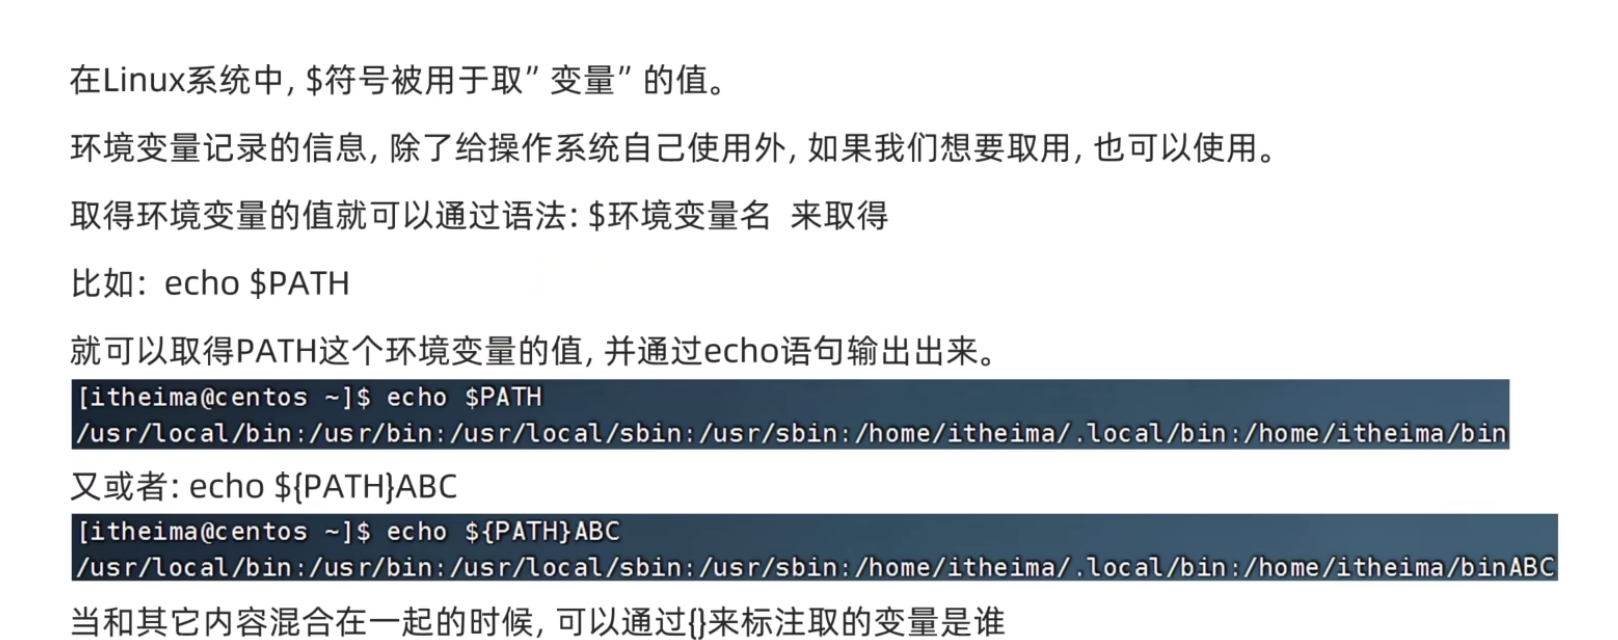 在Linux系统中, $符号被用于取”变量”的值。
环境变量记录的信息, 除了给操作系统自己使用外, 如果我们想要取用, 也可以使用。
取得环境变量的值就可以通过语法: $环境变量名 来取得
比如: echo $PATH
就可以取得PATH这个环境变量的值, 并通过echo语句输出出来。
[itheima@centos ~]$ echo $PATH
/usr/local/bin:/usr/bin:/usr/local/sbin:/usr/sbin:/home/itheima/.local/bin:/home/itheima/bin
又或者: echo ${PATH}ABC
[itheima@centos ~]$ echo ${PATH}ABC
/usr/local/bin:/usr/bin:/usr/local/sbin:/usr/sbin:/home/itheima/.local/bin:/home/itheima/binABC
当和其它内容混合在一起的时候, 可以通过{}来标注取的变量是谁